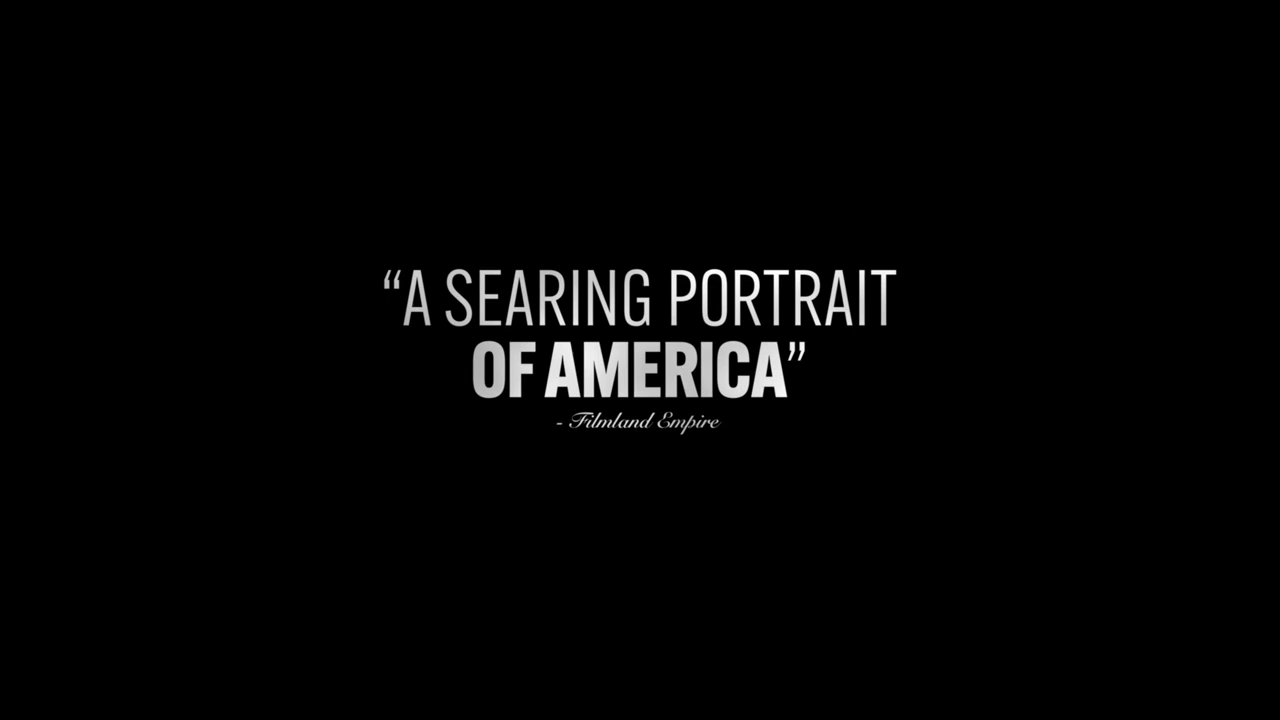 “A SEARING PORTRAIT
OF AMERICA”
- Filmland Empire